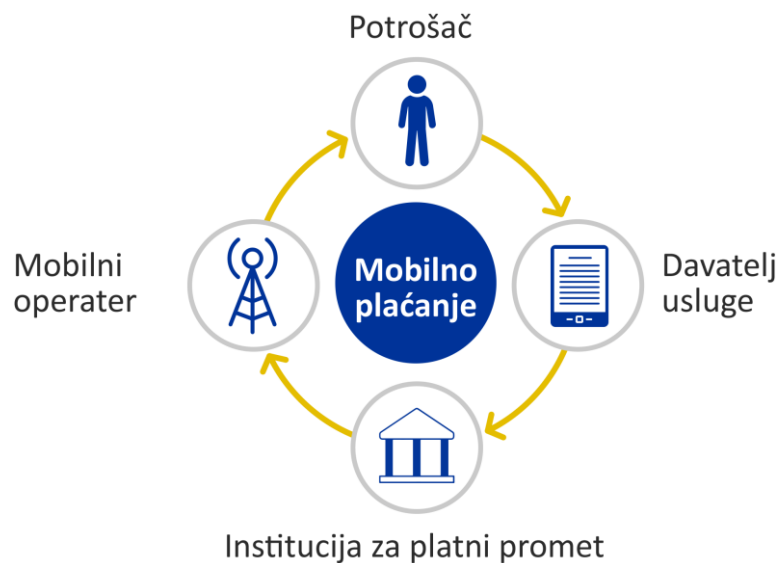 Potrošač
Mobilni
operater
Mobilno
plaćanje
Davatelj
usluge
Institucija za platni promet